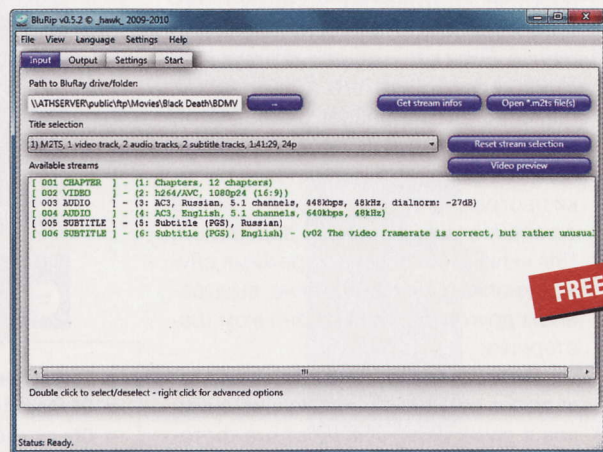 BluRip v0.5.2 © _hawk_ 2009-2010
File View Language Settings Help
Input Output Settings Start
Path to BluRay drive/folder:
\\ATHSERVER\public\ftp\Movies\Black Death\BDMV ... Get stream infos Open *.m2ts file(s)
Title selection
1) M2TS, 1 video track, 2 audio tracks, 2 subtitle tracks, 1:41:29, 24p Reset stream selection
Available streams Video preview
[ 001 CHAPTER ] - (1: Chapters, 12 chapters)
[ 002 VIDEO ] - (2: h264/AVC, 1080p24 (16:9))
[ 003 AUDIO ] - (3: AC3, Russian, 5.1 channels, 448kbps, 48kHz, dialnorm: -27dB)
[ 004 AUDIO ] - (4: AC3, English, 5.1 channels, 640kbps, 48kHz)
[ 005 SUBTITLE ] - (5: Subtitle (PGS), Russian)
[ 006 SUBTITLE ] - (6: Subtitle (PGS), English) - (v02 The video framerate is correct, but rather unusual
FREE
Double click to select/deselect - right click for advanced options
Status: Ready.